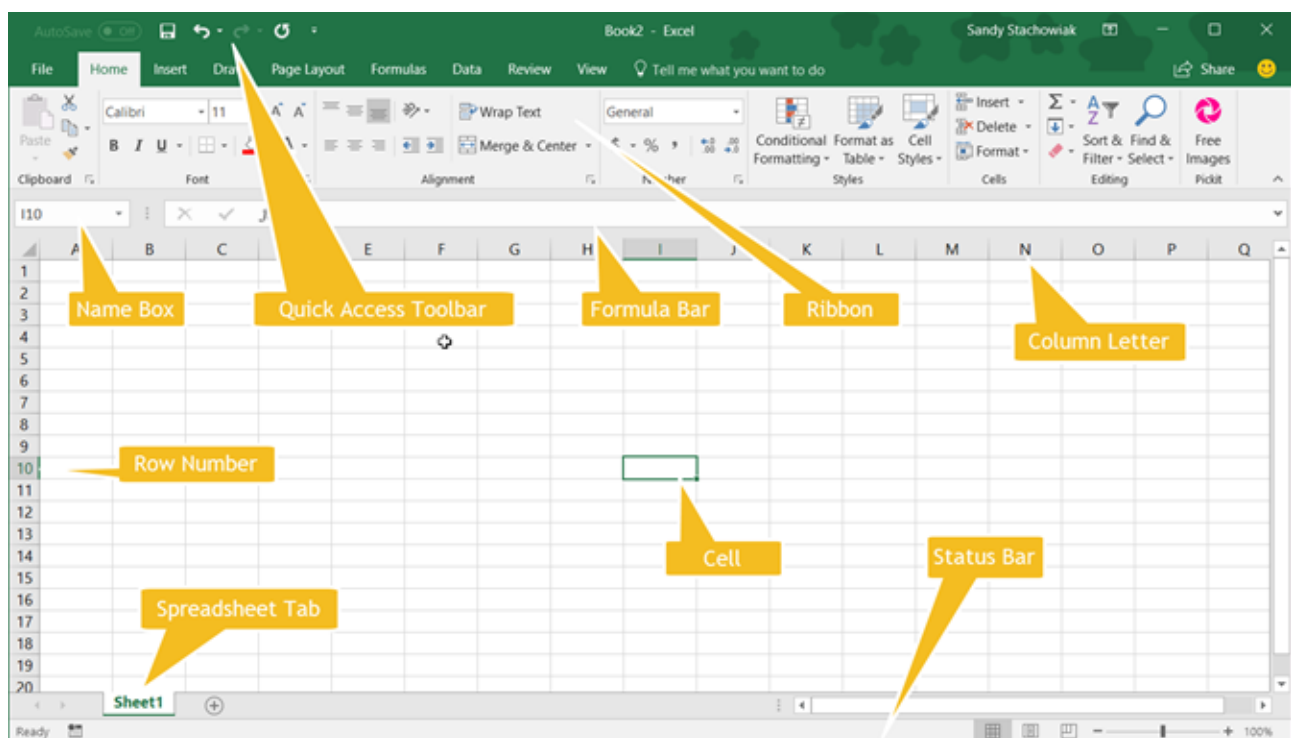 AutoSave Off Book2 - Excel Sandy Stachowiak
File Home Insert Page Layout Formulas Data Review View Tell me what you want to do Share
Calibri 11 A A Wrap Text General Insert Σ A Z
Paste B I U Merge & Center % , Conditional Format as Cell Delete Sort & Find & Free
Formatting Table Styles Format Filter Select Images
Clipboard Font Alignment Styles Cells Editing Pickit
I10
A B C E F G H I J K L M N O P Q
1
2
3 Name Box Quick Access Toolbar Formula Bar Ribbon
4 Column Letter
5
6
7
8
9
10 Row Number
11
12
13
14 Cell Status Bar
15
16 Spreadsheet Tab
17
18
19
20
Sheet1
Ready 100%